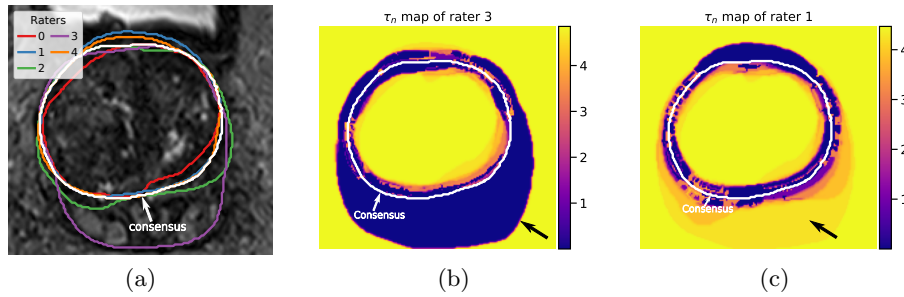 Raters
0 3
1 4
2
consensus
(a)
τn map of rater 3
Consensus
4
3
2
1
(b)
τn map of rater 1
Consensus
4
3
2
1
(c)